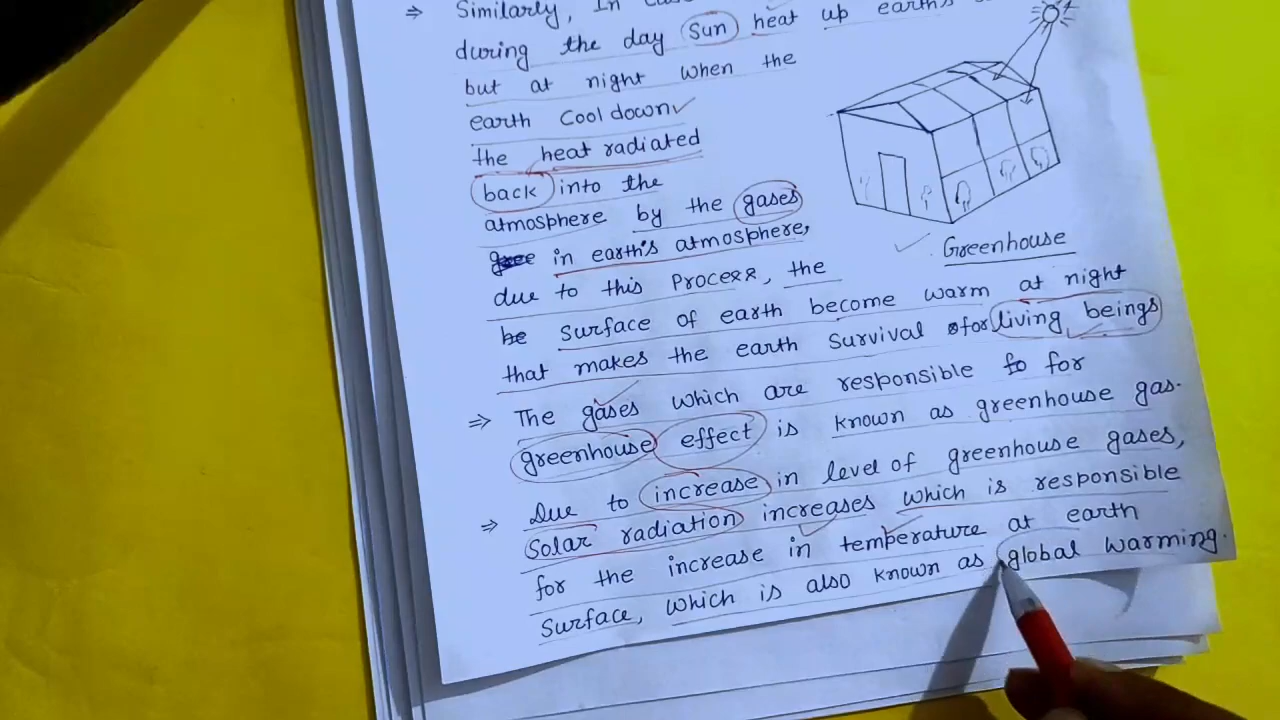 ⇒ Similarly, In
during the day Sun heat up earth's
but at night when the
earth Cool down
the heat radiated
back into the
atmosphere by the gases
in earth's atmosphere,
due to this Process, the
surface of earth become warm at night
that makes the earth survival for living beings
⇒ The gases which are responsible for
greenhouse effect is known as greenhouse gas.
⇒ Due to increase in level of greenhouse gases,
Solar radiation increases which is responsible
for the increase in temperature at earth
Surface, which is also known as global warming.
Greenhouse